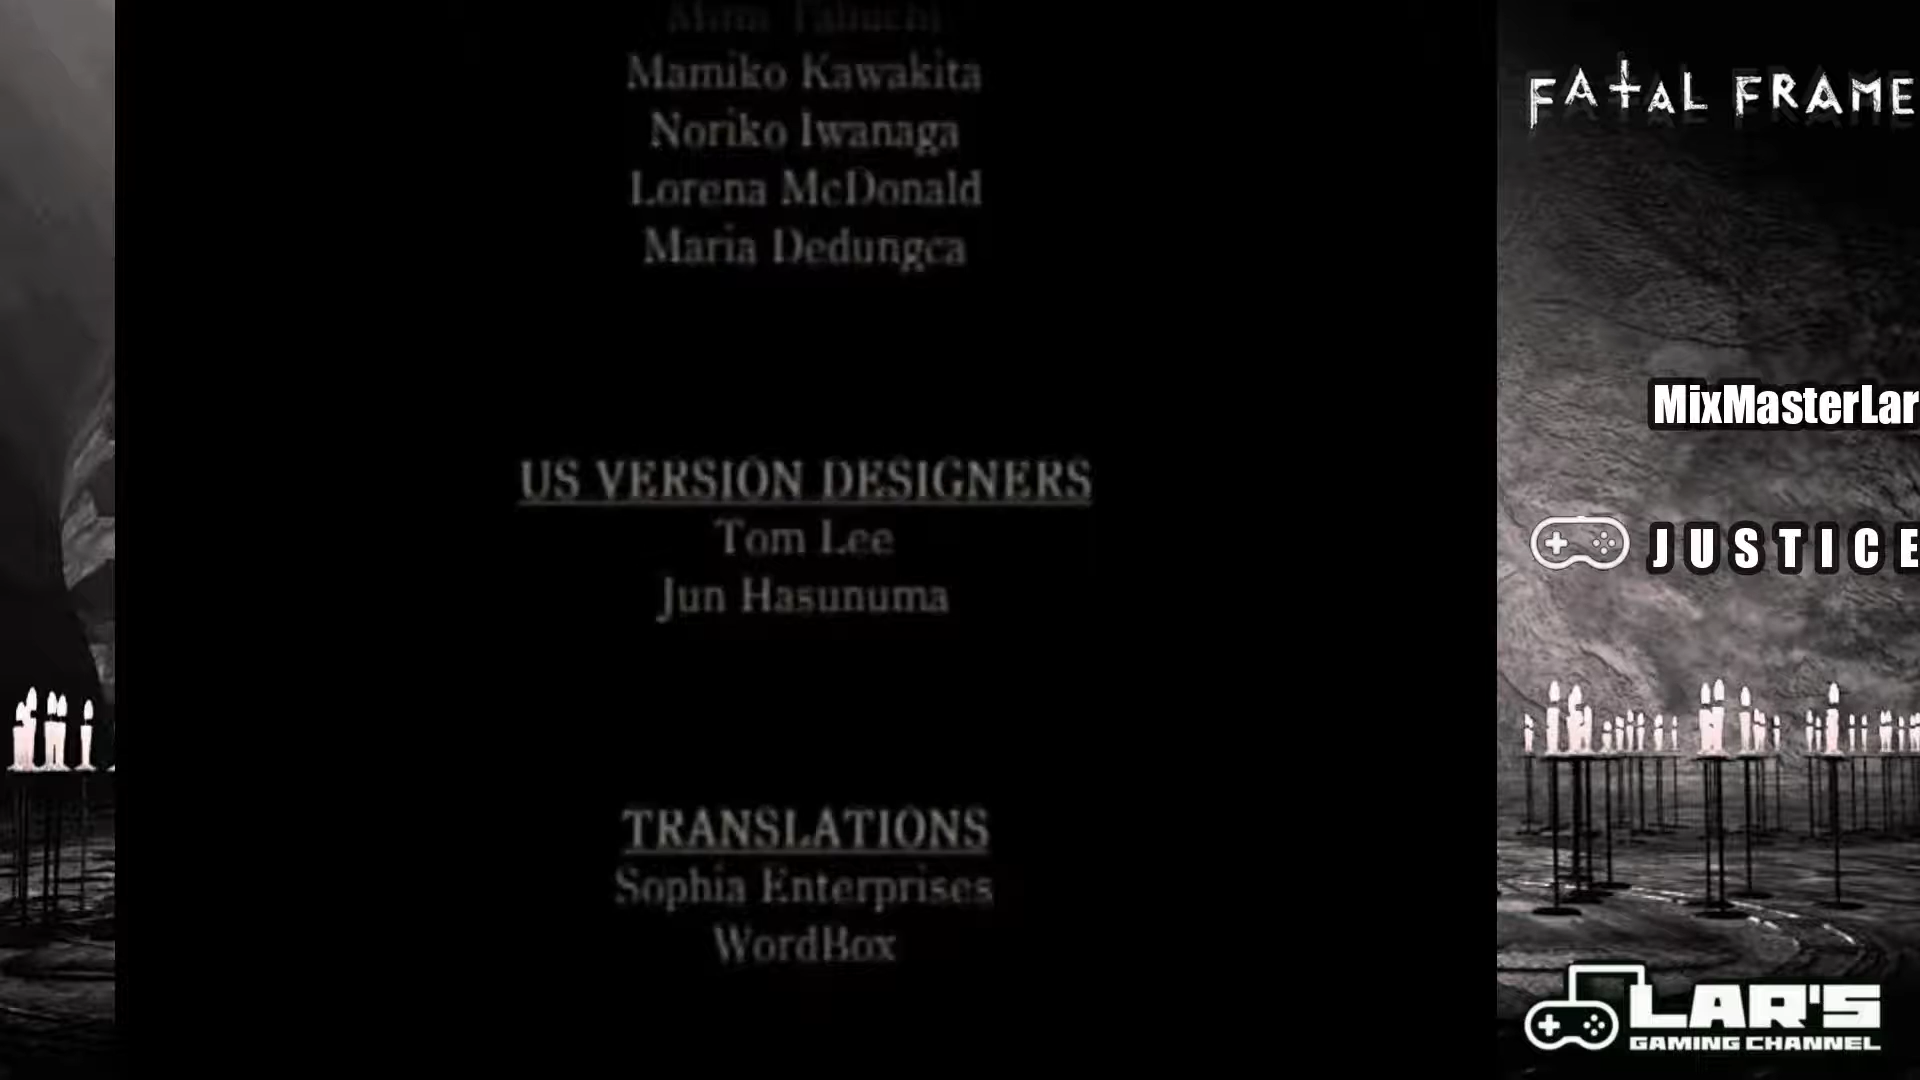 Mamiko Kawakita
Noriko Iwanaga
Lorena McDonald
Maria Dedungca
US VERSION DESIGNERS
Tom Lee
Jun Hasunuma
TRANSLATIONS
Sophia Enterprises
WordBox
FATAL FRAME
MixMasterLar
JUSTICE
LAR'S
GAMING CHANNEL